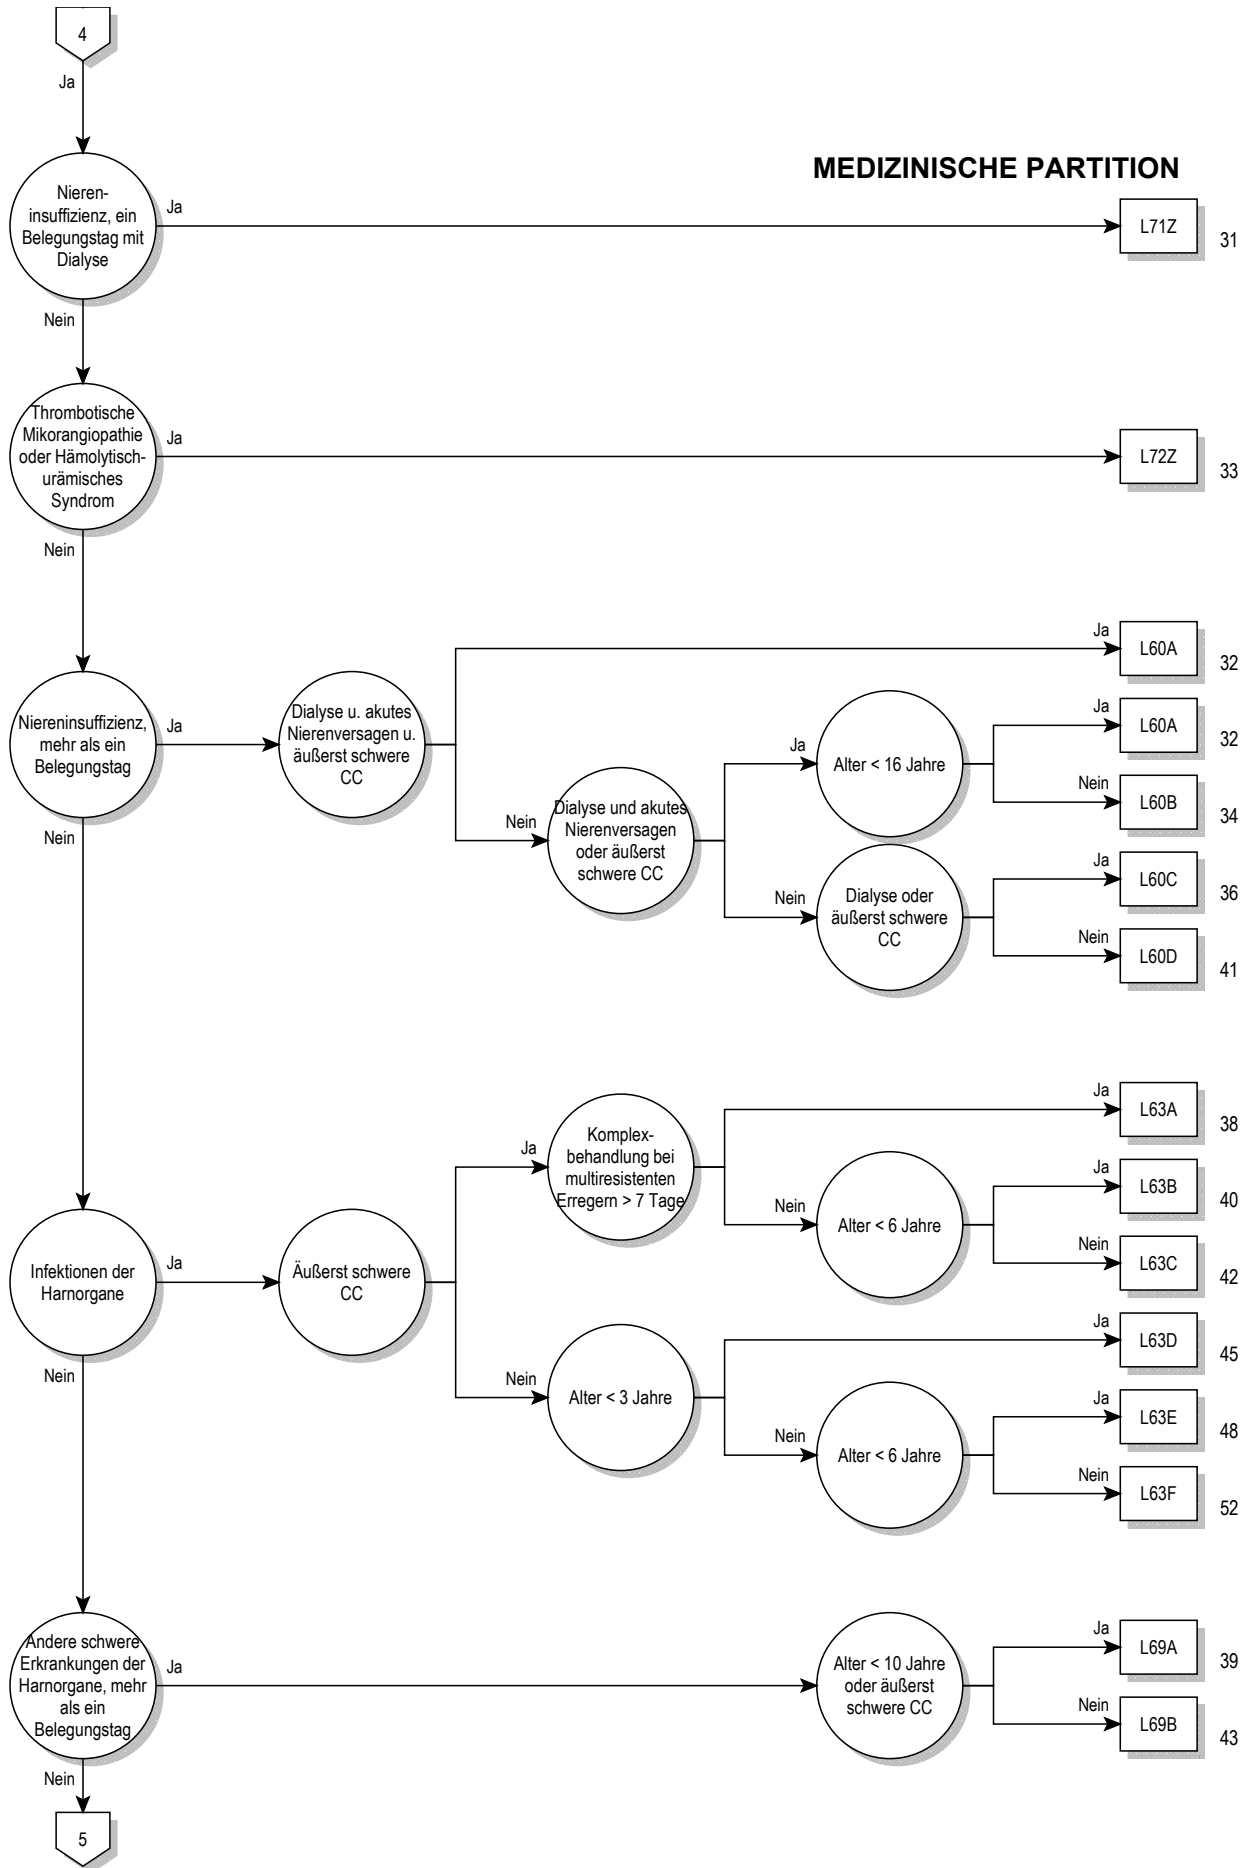 4
Ja
MEDIZINISCHE PARTITION
Nieren-
insuffizienz, ein
Belegungstag mit
Dialyse
Ja
L71Z
31
Nein
Thrombotische
Mikorangiopathie
oder Hämolytisch-
urämisches
Syndrom
Ja
L72Z
33
Nein
Niereninsuffizienz,
mehr als ein
Belegungstag
Ja
Dialyse u. akutes
Nierenversagen u.
äußerst schwere
CC
Ja
L60A
32
Nein
Dialyse und akutes
Nierenversagen
oder äußerst
schwere CC
Ja
Alter < 16 Jahre
Ja
L60A
32
Nein
L60B
34
Nein
Dialyse oder
äußerst schwere
CC
Ja
L60C
36
Nein
L60D
41
Nein
Infektionen der
Harnorgane
Ja
Äußerst schwere
CC
Ja
Komplex-
behandlung bei
multiresistenten
Erregern > 7 Tage
Ja
L63A
38
Nein
Alter < 6 Jahre
Ja
L63B
40
Nein
L63C
42
Nein
Alter < 3 Jahre
Ja
L63D
45
Nein
Alter < 6 Jahre
Ja
L63E
48
Nein
L63F
52
Nein
Andere schwere
Erkrankungen der
Harnorgane, mehr
als ein
Belegungstag
Ja
Alter < 10 Jahre
oder äußerst
schwere CC
Ja
L69A
39
Nein
L69B
43
Nein
5